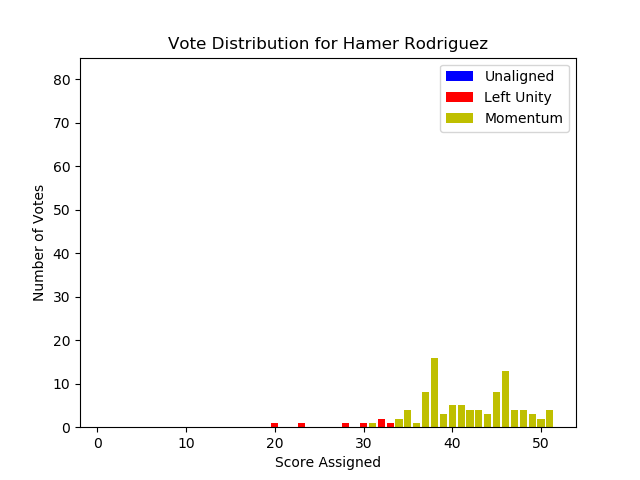 Vote Distribution for Hamer Rodriguez
Unaligned
Left Unity
Momentum
80
70
60
50
40
30
20
10
0
Number of Votes
0 10 20 30 40 50
Score Assigned